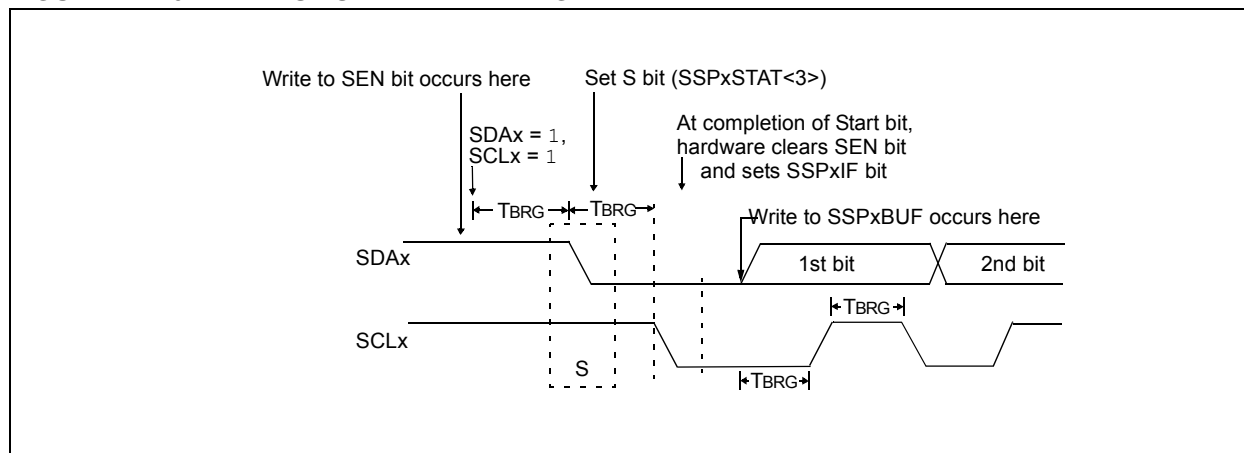 Write to SEN bit occurs here
Set S bit (SSPxSTAT<3>)
SDAx = 1,
SCLx = 1
At completion of Start bit,
hardware clears SEN bit
and sets SSPxIF bit
TBRG
TBRG
Write to SSPxBUF occurs here
SDAx
1st bit
2nd bit
TBRG
SCLx
S
TBRG